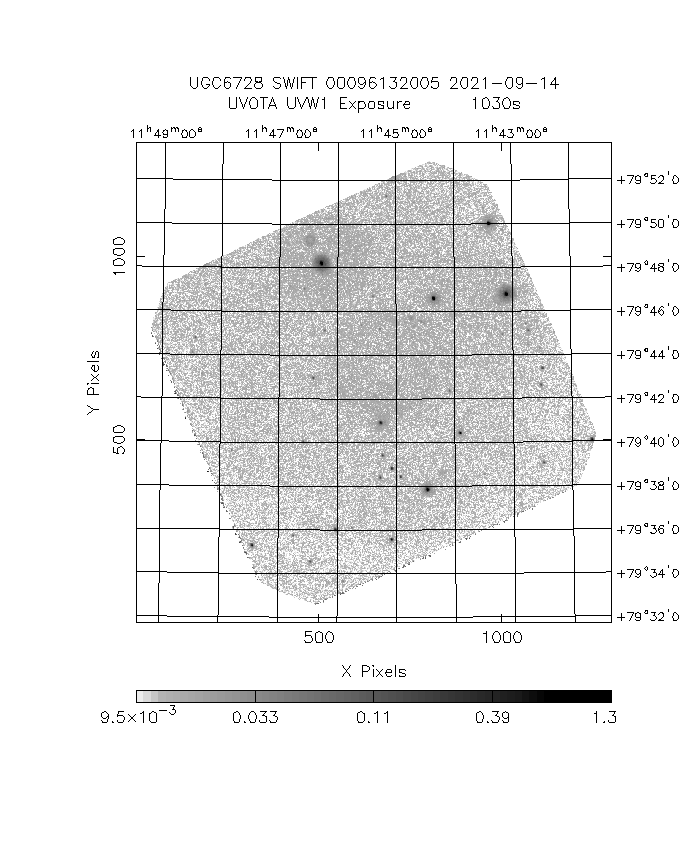 UGC6728 SWIFT 00096132005 2021-09-14
UVOTA UVW1 Exposure 1030s
11ʰ49ᵐ00ˢ 11ʰ47ᵐ00ˢ 11ʰ45ᵐ00ˢ 11ʰ43ᵐ00ˢ
+79°52'0
+79°50'0
+79°48'0
1000
+79°46'0
+79°44'0
Y Pixels
+79°42'0
500
+79°40'0
+79°38'0
+79°36'0
+79°34'0
+79°32'0
500 1000
X Pixels
9.5×10⁻³ 0.033 0.11 0.39 1.3